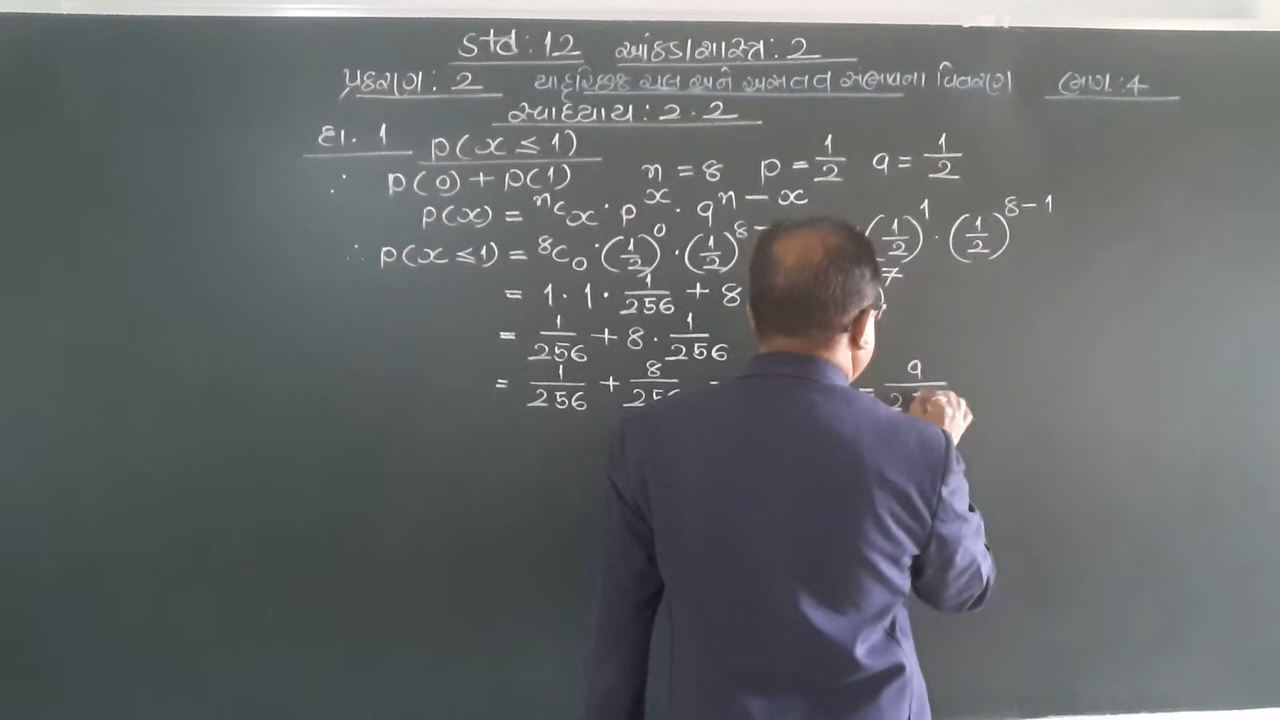 Std : 12 આંકડાશાસ્ત્ર : 2
પ્રકરણ : 2 યાદૃચ્છિક ચલ અને અસતત સંભાવના વિતરણ ભાગ : 4
સ્વાધ્યાય : 2.2
દા. 1 P(x ≤ 1)
∴ P(0) + P(1) n = 8 p = 1/2 q = 1/2
P(x) = ⁿCₓ · pˣ · qⁿ⁻ˣ
∴ P(x ≤ 1) = ⁸C₀ · (1/2)⁰ · (1/2)⁸⁻ (1/2)¹ · (1/2)⁸⁻¹
= 1 · 1 · 1/256 + 8 7
= 1/256 + 8 · 1/256
= 1/256 + 8/256 = = 9/2